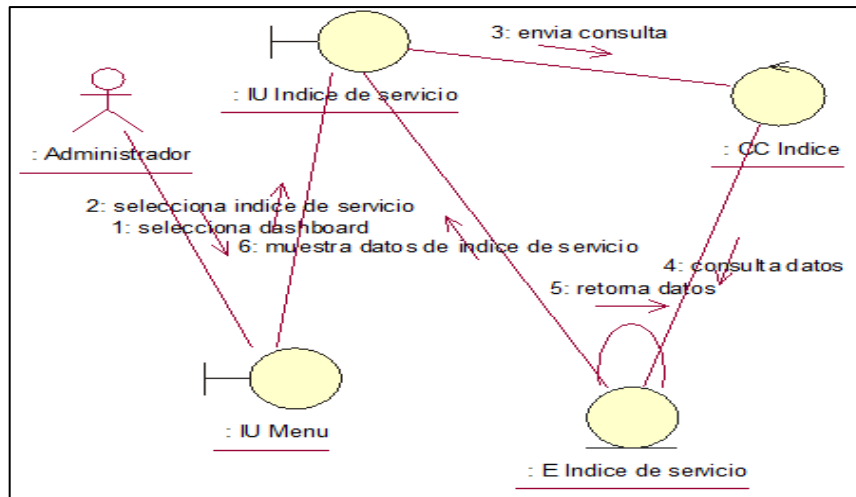 3: envia consulta
: IU Indice de servicio
: Administrador
: CC Indice
2: selecciona indice de servicio
1: selecciona dashboard
6: muestra datos de indice de servicio
4: consulta datos
5: retorna datos
: IU Menu
: E Indice de servicio